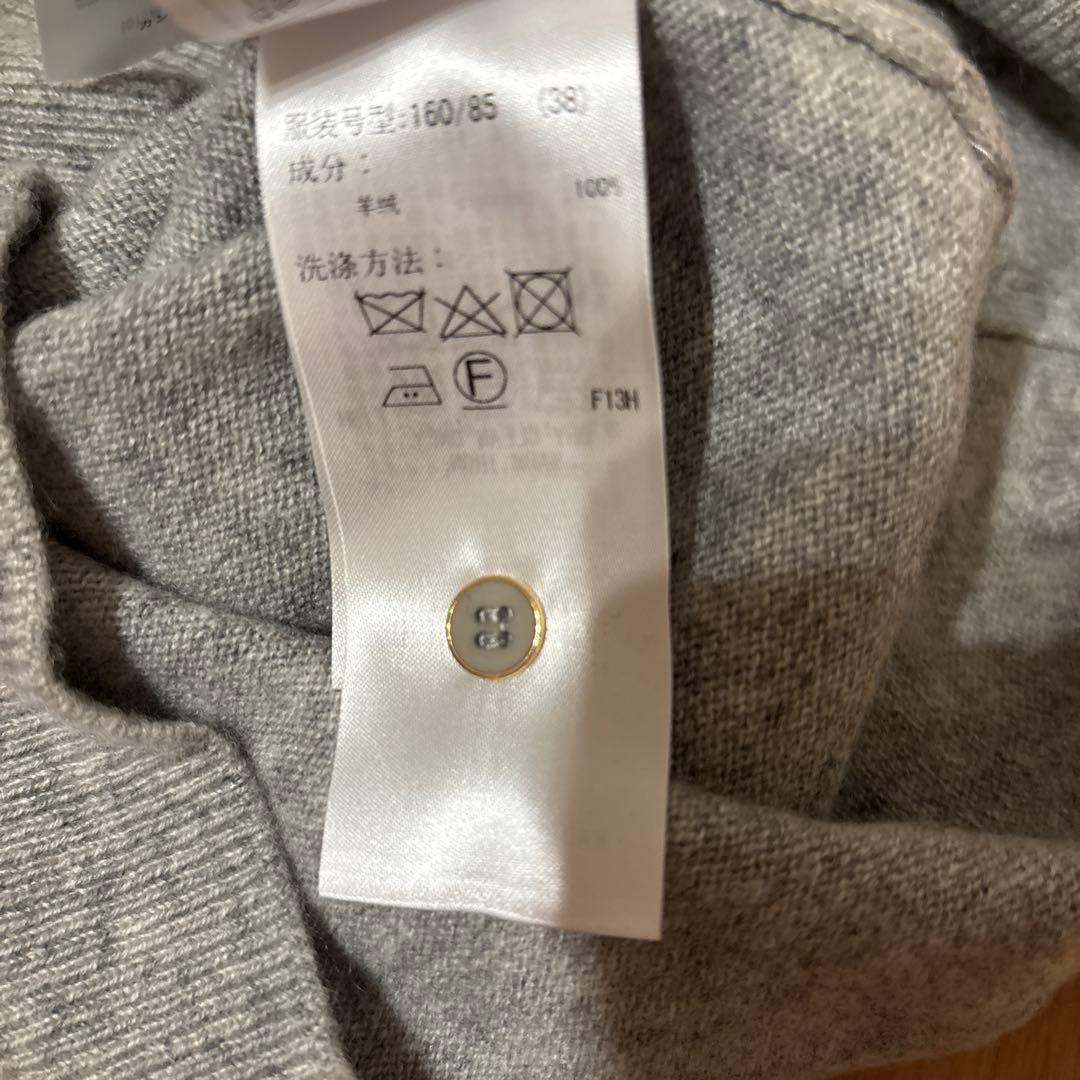 服装号型:160/85 (38)
成分：
羊绒 100%
洗涤方法：
F
F13H